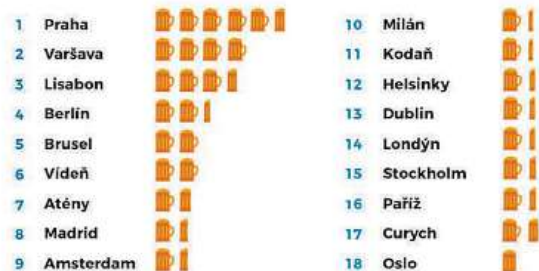 1 Praha
2 Varšava
3 Lisabon
4 Berlín
5 Brusel
6 Vídeň
7 Atény
8 Madrid
9 Amsterdam
10 Milán
11 Kodaň
12 Helsinky
13 Dublin
14 Londýn
15 Stockholm
16 Paříž
17 Curych
18 Oslo